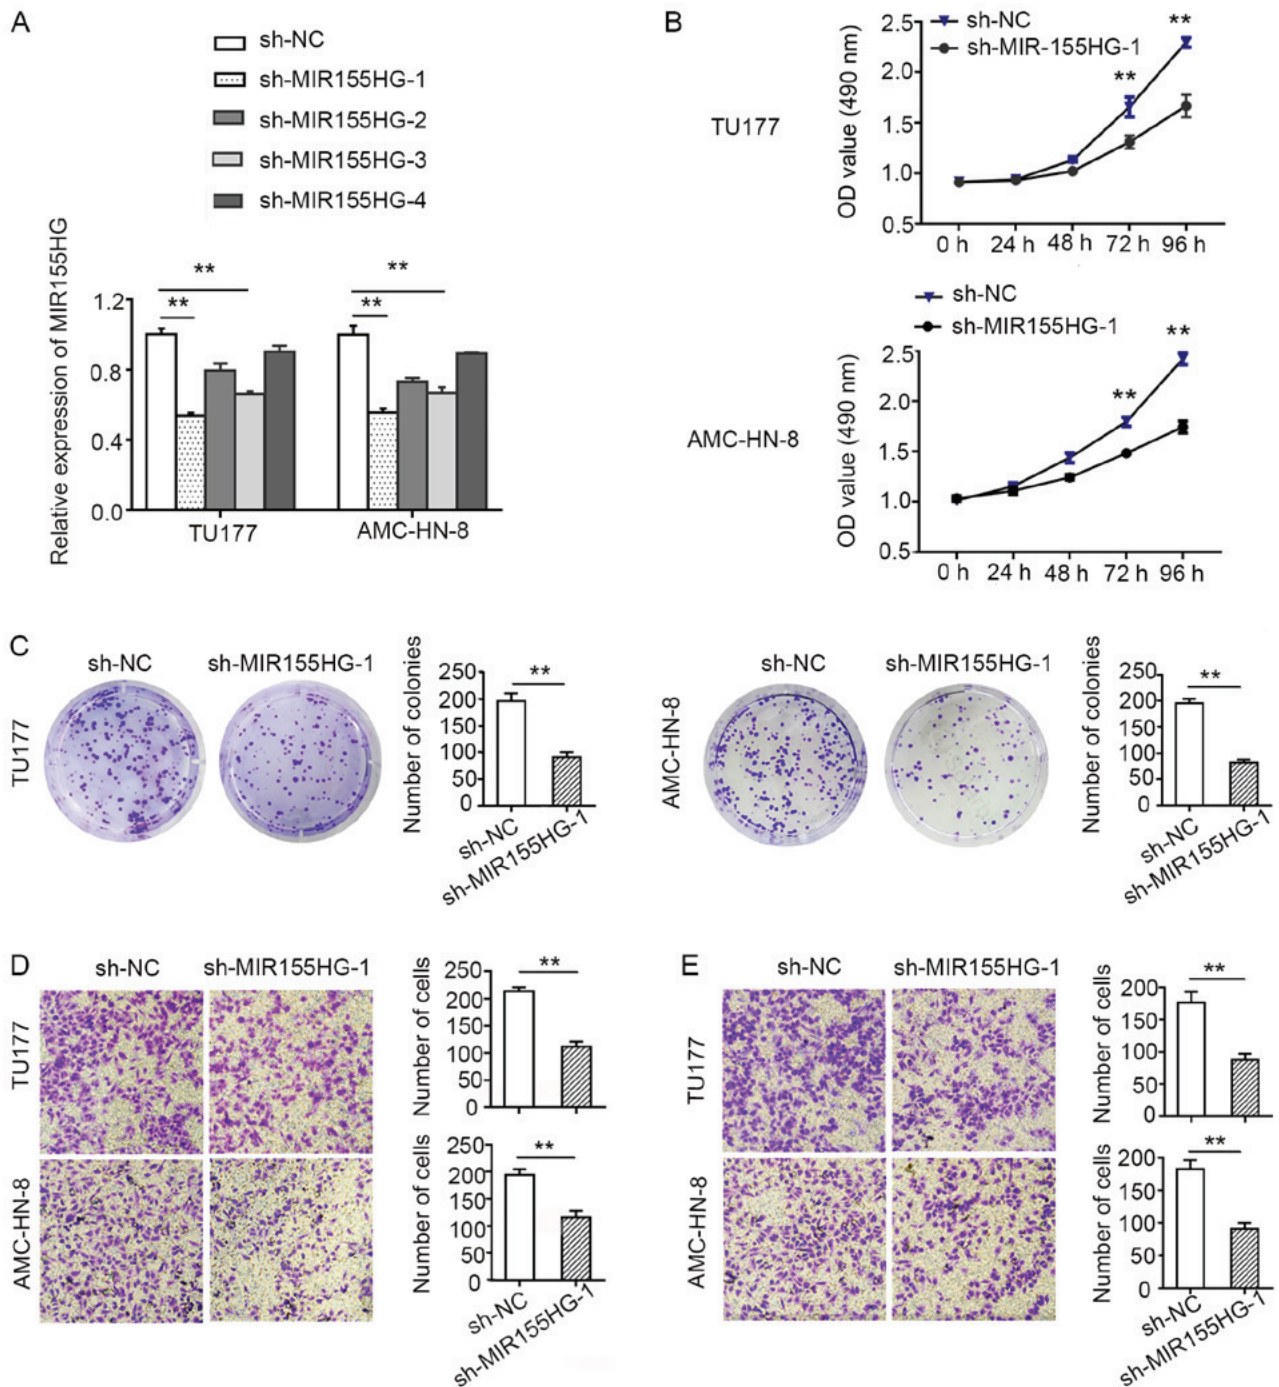 A
sh-NC
sh-MIR155HG-1
sh-MIR155HG-2
sh-MIR155HG-3
sh-MIR155HG-4
Relative expression of MIR155HG
1.2
0.8
0.4
0.0
**
**
**
**
TU177
AMC-HN-8
B
TU177
sh-NC
sh-MIR-155HG-1
OD value (490 nm)
2.5
2.0
1.5
1.0
0.5
**
**
0 h 24 h 48 h 72 h 96 h
AMC-HN-8
sh-NC
sh-MIR155HG-1
OD value (490 nm)
2.5
2.0
1.5
1.0
0.5
**
**
0 h 24 h 48 h 72 h 96 h
C
sh-NC
sh-MIR155HG-1
TU177
Number of colonies
250
200
150
100
50
0
**
sh-NC
sh-MIR155HG-1
sh-NC
sh-MIR155HG-1
AMC-HN-8
Number of colonies
250
200
150
100
50
0
**
sh-NC
sh-MIR155HG-1
D
sh-NC
sh-MIR155HG-1
TU177
Number of cells
250
200
150
100
50
0
**
AMC-HN-8
Number of cells
250
200
150
100
50
0
**
sh-NC
sh-MIR155HG-1
E
sh-NC
sh-MIR155HG-1
TU177
Number of cells
200
150
100
50
0
**
AMC-HN-8
Number of cells
200
150
100
50
0
**
sh-NC
sh-MIR155HG-1